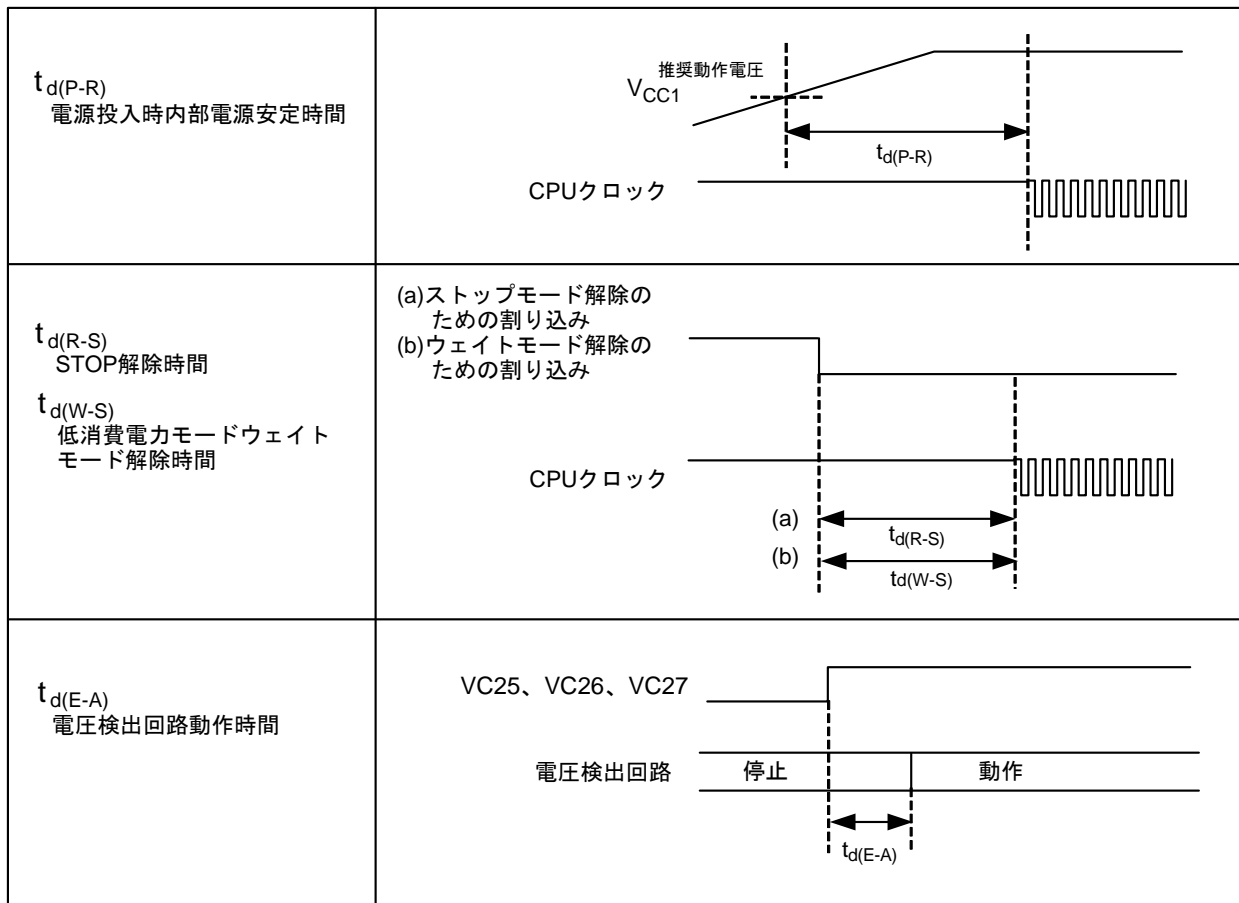 td(P-R)
電源投入時内部電源安定時間
推奨動作電圧
VCC1
td(P-R)
CPUクロック
td(R-S)
STOP解除時間
td(W-S)
低消費電力モードウェイト
モード解除時間
(a)ストップモード解除の
ための割り込み
(b)ウェイトモード解除の
ための割り込み
CPUクロック
(a)
td(R-S)
(b)
td(W-S)
td(E-A)
電圧検出回路動作時間
VC25、VC26、VC27
電圧検出回路
停止
動作
td(E-A)